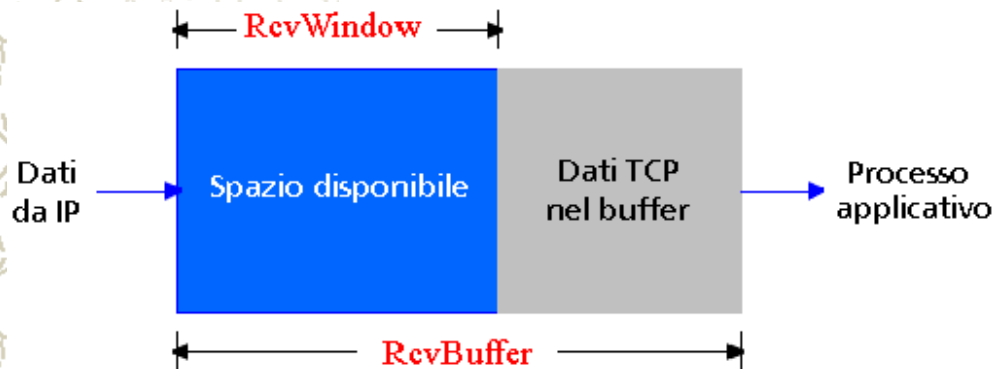 RcvWindow
Dati
da IP
Spazio disponibile
Dati TCP
nel buffer
Processo
applicativo
RcvBuffer